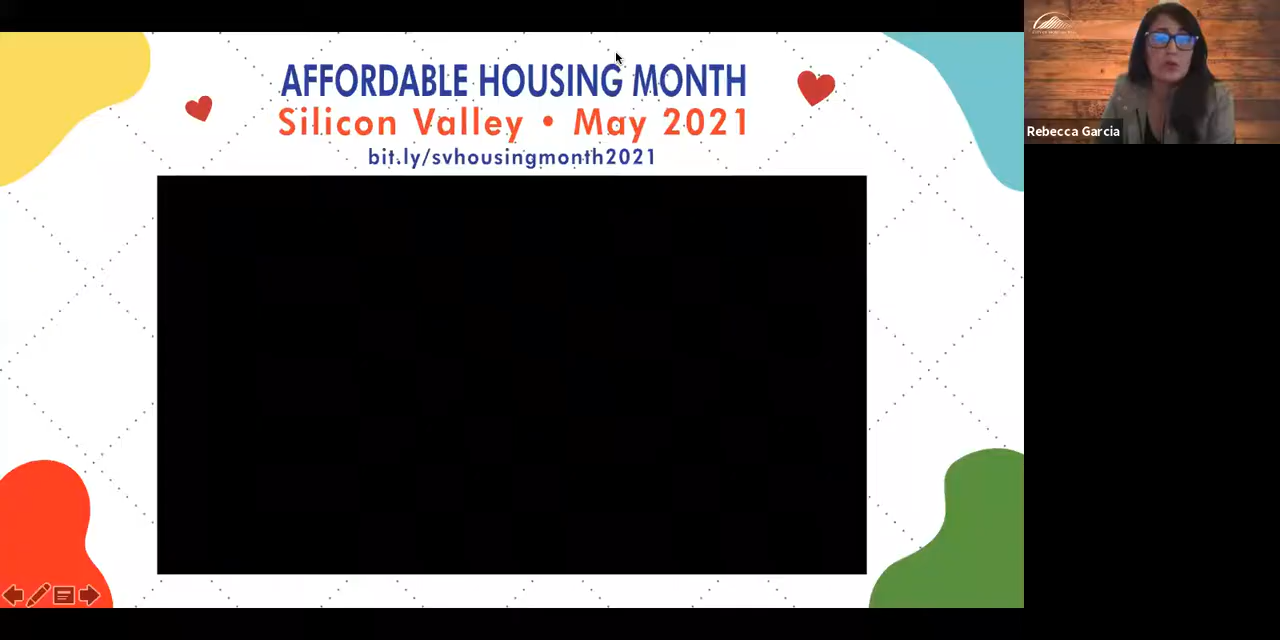 AFFORDABLE HOUSING MONTH
Silicon Valley • May 2021
bit.ly/svhousingmonth2021
Rebecca Garcia